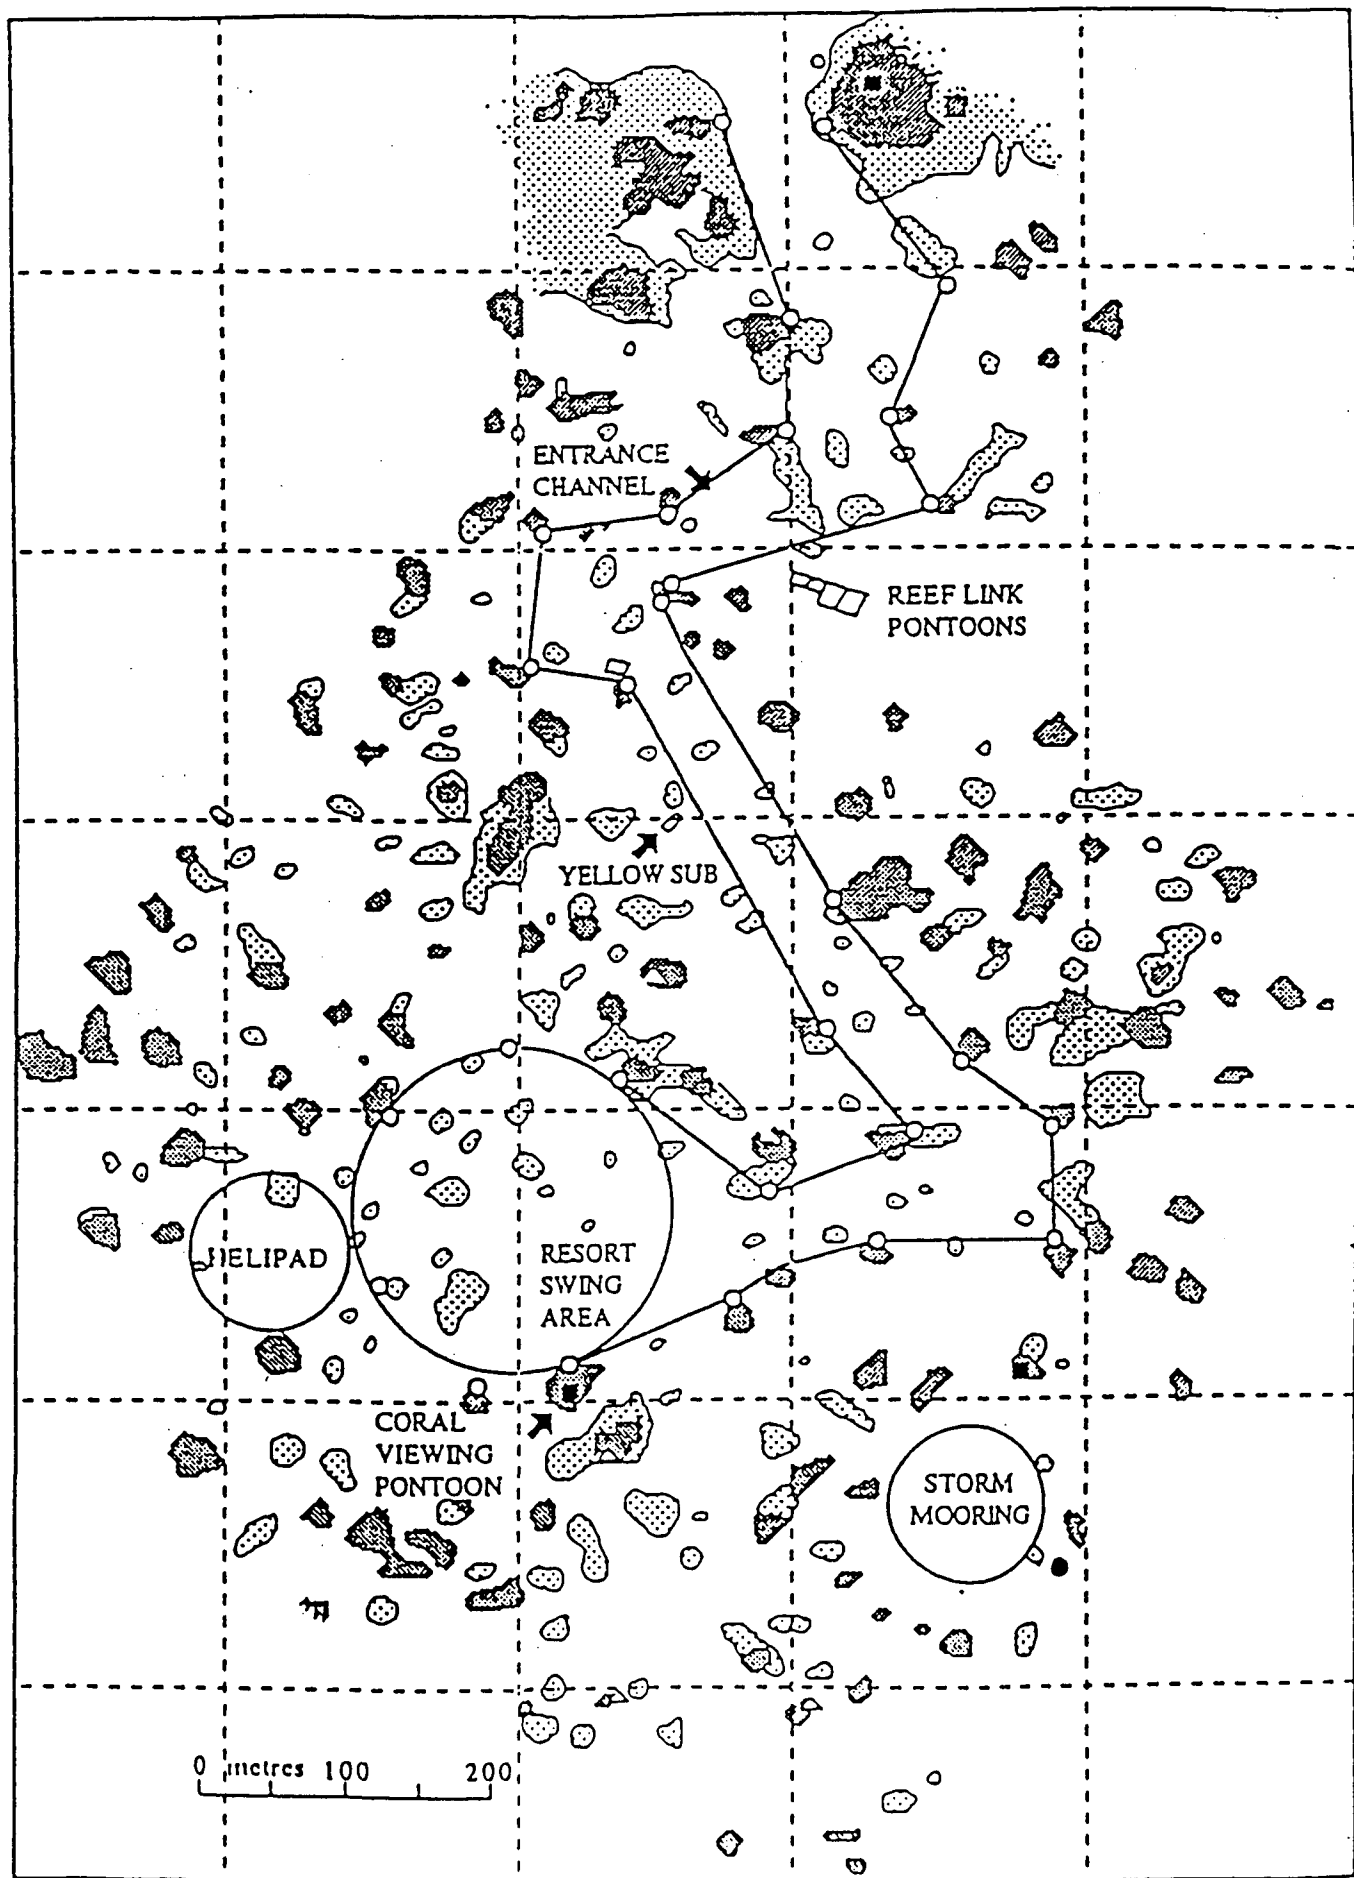 ENTRANCE
CHANNEL
REEF LINK
PONTOONS
YELLOW SUB
HELIPAD
RESORT
SWING
AREA
CORAL
VIEWING
PONTOON
STORM
MOORING
0 metres 100 200